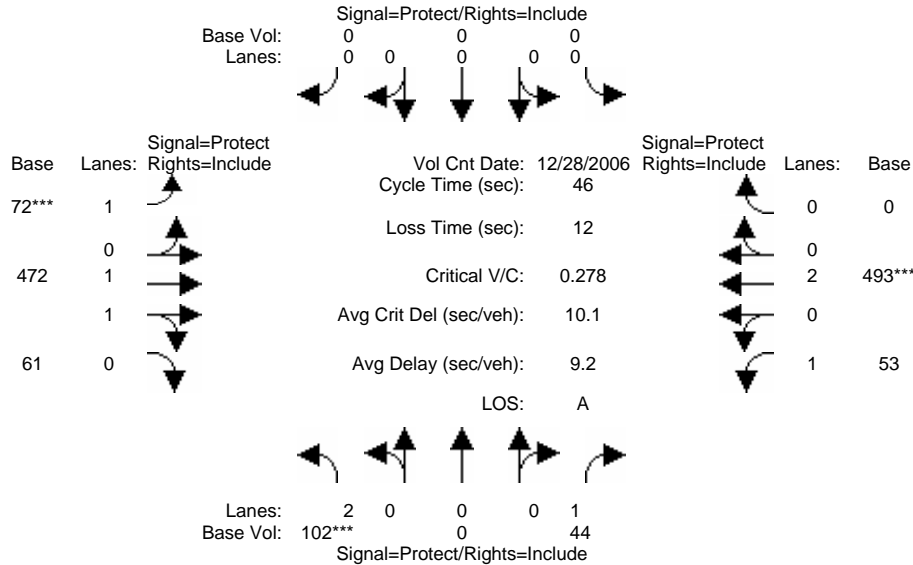 Signal=Protect/Rights=Include
Base Vol: 0 0 0
Lanes: 0 0 0 0 0
Signal=Protect Signal=Protect
Base Lanes: Rights=Include Vol Cnt Date: 12/28/2006 Rights=Include Lanes: Base
Cycle Time (sec): 46
72*** 1 0 0
Loss Time (sec): 12
0 0
472 1 Critical V/C: 0.278 2 493***
1 Avg Crit Del (sec/veh): 10.1 0
61 0 Avg Delay (sec/veh): 9.2 1 53
LOS: A
Lanes: 2 0 0 0 1
Base Vol: 102*** 0 44
Signal=Protect/Rights=Include